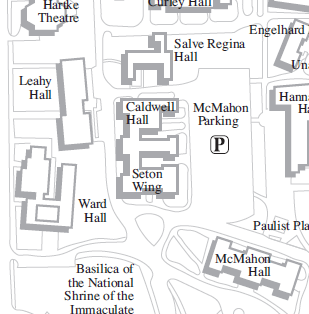 Hartke
Theatre
Curley Hall
Engelhard
Salve Regina
Hall
Leahy
Hall
Caldwell
Hall
McMahon
Parking
P
Seton
Wing
Ward
Hall
Paulist Pla
McMahon
Hall
Basilica of
the National
Shrine of the
Immaculate